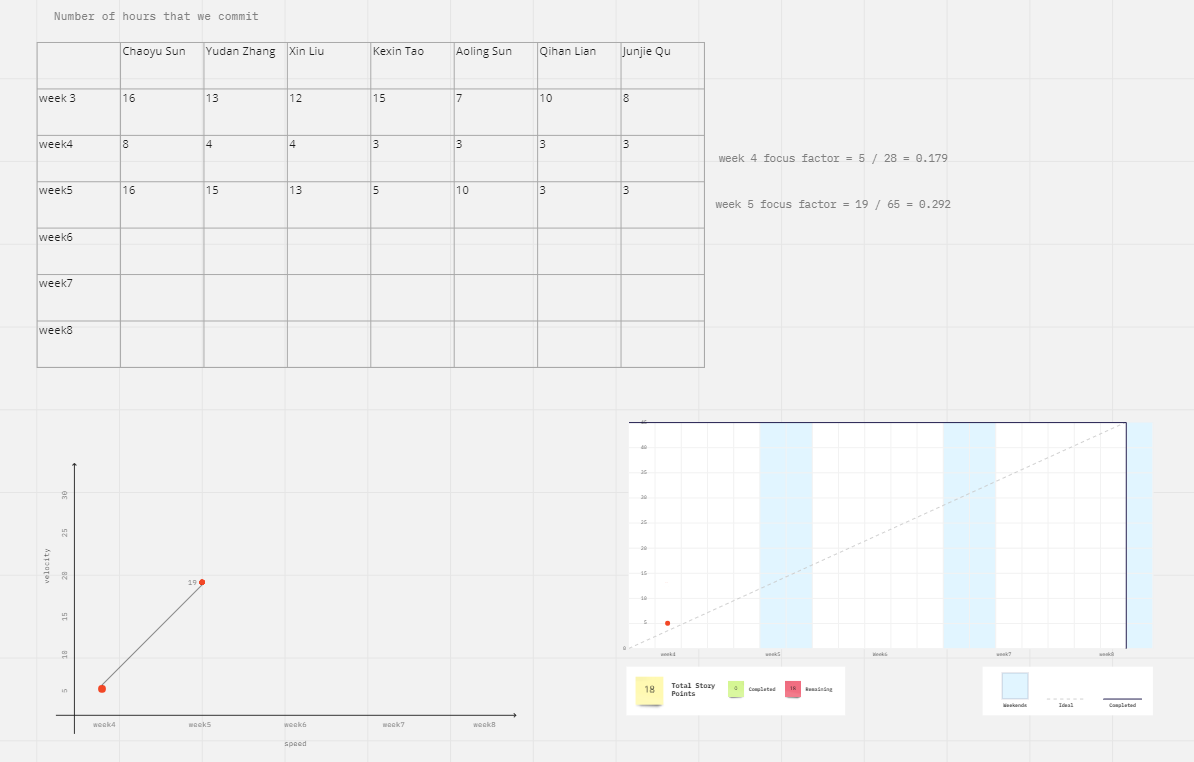 Number of hours that we commit
Chaoyu Sun Yudan Zhang Xin Liu Kexin Tao Aoling Sun Qihan Lian Junjie Qu
week 3 16 13 12 15 7 10 8
week4 8 4 4 3 3 3 3
week 4 focus factor = 5 / 28 = 0.179
week5 16 15 13 5 10 3 3
week 5 focus factor = 19 / 65 = 0.292
week6
week7
week8
velocity
30
25
20
15
10
5
19
week4 week5 week6 week7 week8
speed
45
40
35
30
25
20
15
10
5
0
week4 week5 Week6 week7 week8
18 Total Story Points
0 Completed
18 Remaining
Weekends Ideal Completed